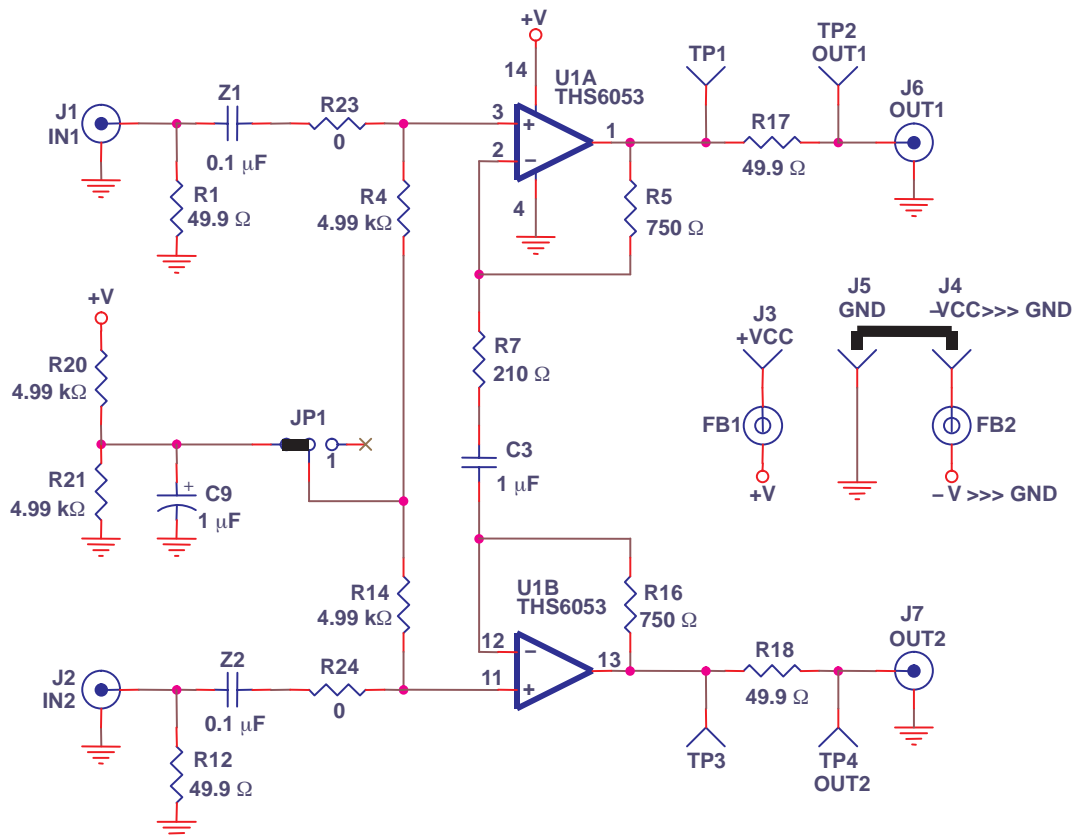 +V
14
U1A
THS6053
TP1
TP2
OUT1
J1
IN1
Z1
0.1 μF
R23
0
3
+
2
−
1
4
R17
49.9 Ω
J6
OUT1
R1
49.9 Ω
R4
4.99 kΩ
R5
750 Ω
+V
R20
4.99 kΩ
R21
4.99 kΩ
C9
+
1 μF
JP1
1
R7
210 Ω
C3
1 μF
J3
+VCC
FB1
+V
J5
GND
J4
−VCC>>> GND
FB2
−V >>> GND
R14
4.99 kΩ
U1B
THS6053
R16
750 Ω
12
−
11
+
13
R18
49.9 Ω
J7
OUT2
J2
IN2
Z2
0.1 μF
R24
0
R12
49.9 Ω
TP3
TP4
OUT2